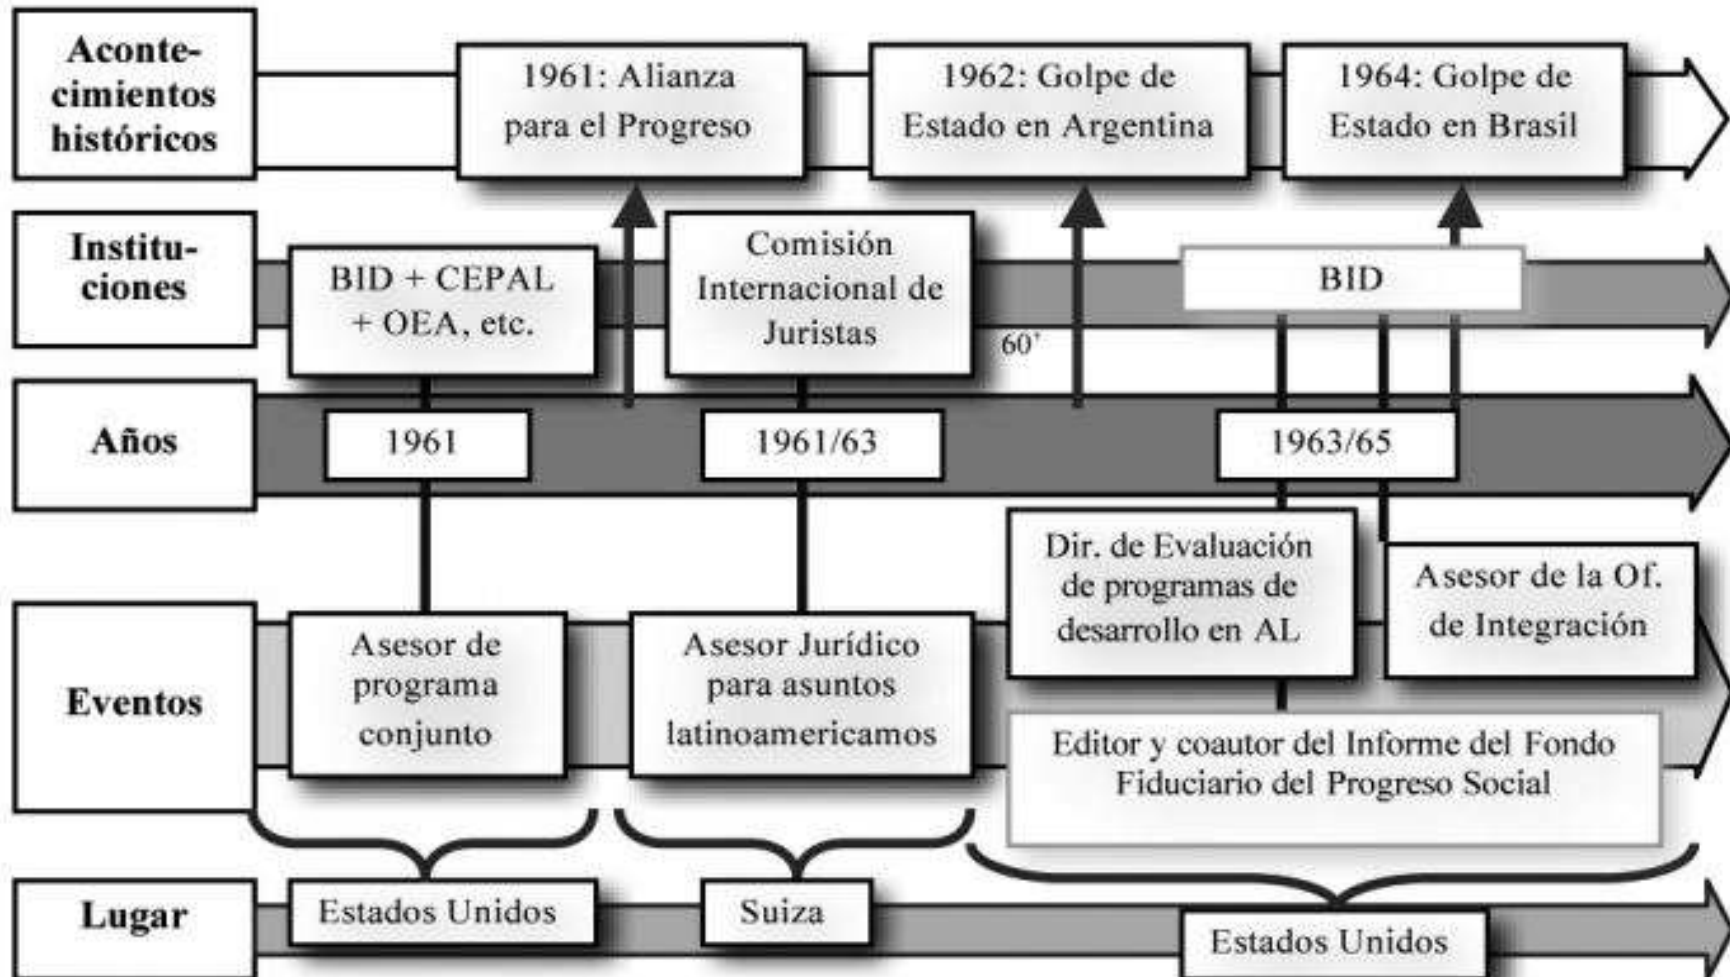 Aconte-
cimientos
históricos
1961: Alianza
para el Progreso
1962: Golpe de
Estado en Argentina
1964: Golpe de
Estado en Brasil
Institu-
ciones
BID + CEPAL
+ OEA, etc.
Comisión
Internacional de
Juristas
60'
BID
Años
1961
1961/63
1963/65
Eventos
Asesor de
programa
conjunto
Asesor Jurídico
para asuntos
latinoamericamos
Dir. de Evaluación
de programas de
desarrollo en AL
Asesor de la Of.
de Integración
Editor y coautor del Informe del Fondo
Fiduciario del Progreso Social
Lugar
Estados Unidos
Suiza
Estados Unidos